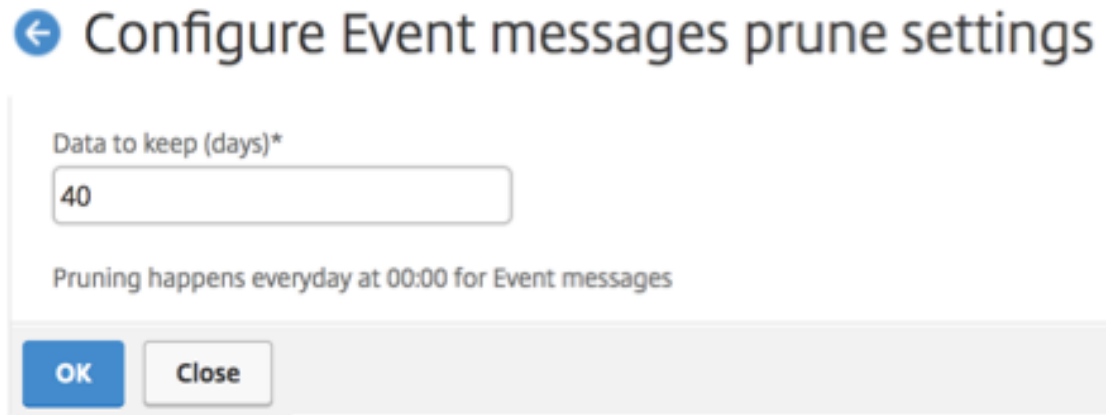 Configure Event messages prune settings
Data to keep (days)*
40
Pruning happens everyday at 00:00 for Event messages
OK Close